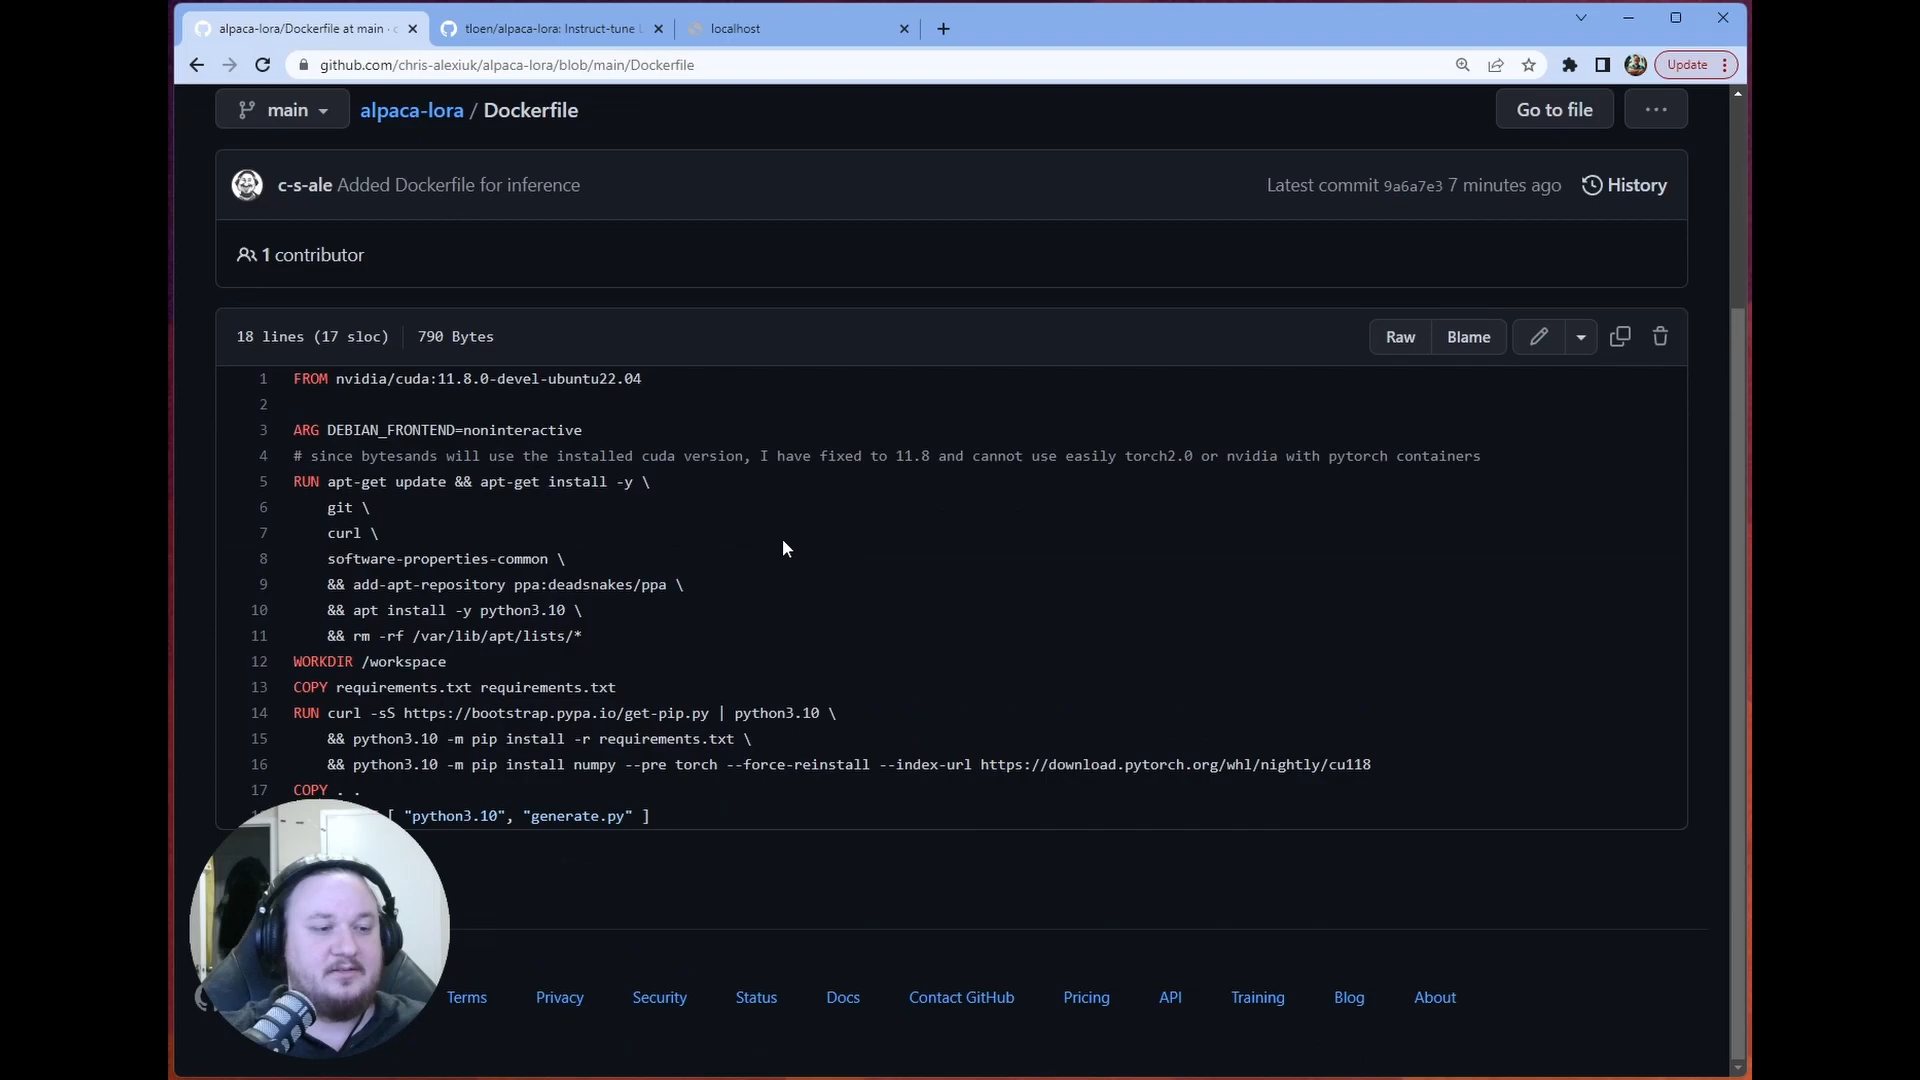 alpaca-lora/Dockerfile at main · c
tloen/alpaca-lora: Instruct-tune L
localhost
github.com/chris-alexiuk/alpaca-lora/blob/main/Dockerfile
Update
main
alpaca-lora / Dockerfile
Go to file
c-s-ale Added Dockerfile for inference
Latest commit 9a6a7e3 7 minutes ago
History
1 contributor
18 lines (17 sloc)
790 Bytes
Raw
Blame
1 FROM nvidia/cuda:11.8.0-devel-ubuntu22.04
2
3 ARG DEBIAN_FRONTEND=noninteractive
4 # since bytesands will use the installed cuda version, I have fixed to 11.8 and cannot use easily torch2.0 or nvidia with pytorch containers
5 RUN apt-get update && apt-get install -y \
6 git \
7 curl \
8 software-properties-common \
9 && add-apt-repository ppa:deadsnakes/ppa \
10 && apt install -y python3.10 \
11 && rm -rf /var/lib/apt/lists/*
12 WORKDIR /workspace
13 COPY requirements.txt requirements.txt
14 RUN curl -sS https://bootstrap.pypa.io/get-pip.py | python3.10 \
15 && python3.10 -m pip install -r requirements.txt \
16 && python3.10 -m pip install numpy --pre torch --force-reinstall --index-url https://download.pytorch.org/whl/nightly/cu118
17 COPY . .
[ "python3.10", "generate.py" ]
Terms
Privacy
Security
Status
Docs
Contact GitHub
Pricing
API
Training
Blog
About